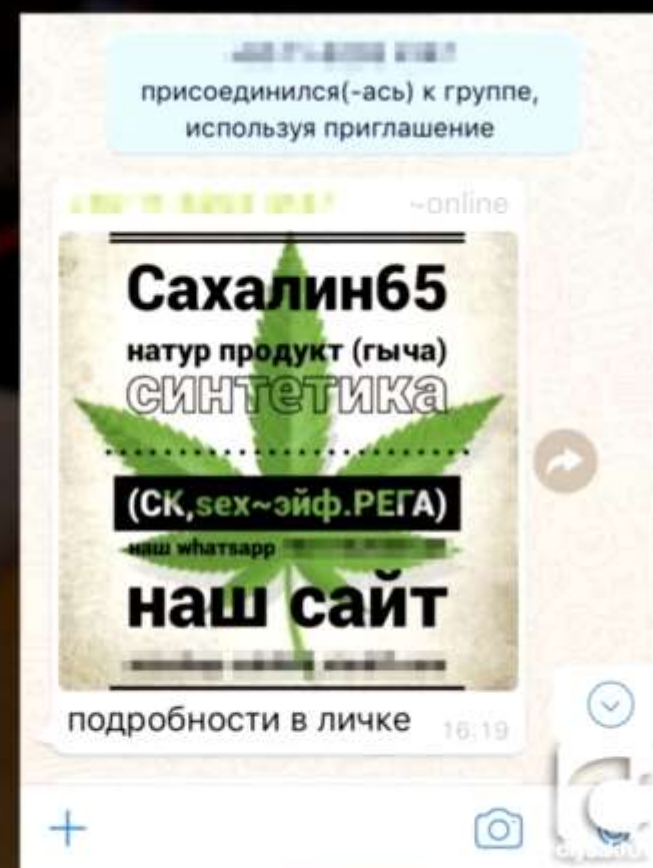 присоединился(-ась) к группе,
используя приглашение
~online
Сахалин65
натур продукт (гыча)
синтетика
(СК,sex~эйф.РЕГА)
наш whatsapp
наш сайт
подробности в личке
16:19